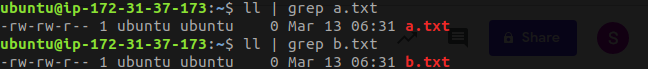 ubuntu@ip-172-31-37-173:~$ ll | grep a.txt
-rw-rw-r-- 1 ubuntu ubuntu    0 Mar 13 06:31 a.txt
ubuntu@ip-172-31-37-173:~$ ll | grep b.txt
-rw-rw-r-- 1 ubuntu ubuntu    0 Mar 13 06:31 b.txt
Share
S